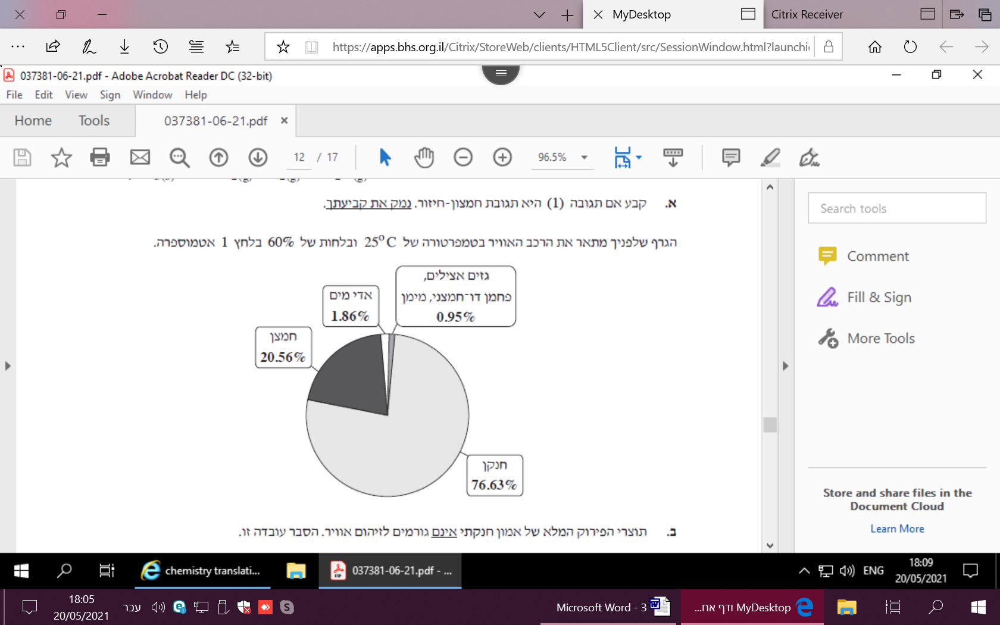 MyDesktop
Citrix Receiver
https://apps.bhs.org.il/Citrix/StoreWeb/clients/HTML5Client/src/SessionWindow.html?launchi
037381-06-21.pdf - Adobe Acrobat Reader DC (32-bit)
File Edit View Sign Window Help
Home Tools 037381-06-21.pdf
12 / 17 96.5%
א. קבע אם תגובה (1) היא תגובת חמצון-חיזור. נמק את קביעתך.
הגרף שלפניך מתאר את הרכב האוויר בטמפרטורה של 25°C ובלחות של 60% בלחץ 1 אטמוספרה.
גזים אצילים,
פחמן דו־חמצני, מימן
0.95%
אדי מים
1.86%
חמצן
20.56%
חנקן
76.63%
ב. תוצרי הפירוק המלא של אמון חנקתי אינם גורמים לזיהום אוויר. הסבר עובדה זו.
Search tools
Comment
Fill & Sign
More Tools
Store and share files in the
Document Cloud
Learn More
chemistry translati...
037381-06-21.pdf - ...
ENG
18:09
20/05/2021
18:05
20/05/2021
עבר
Microsoft Word - 3
MyDesktop ודף אח...